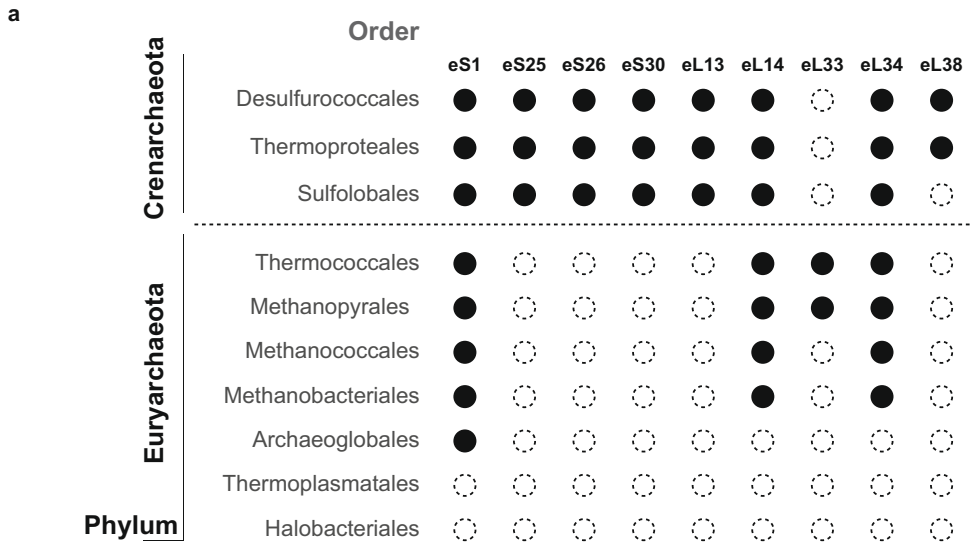 a
Order
eS1 eS25 eS26 eS30 eL13 eL14 eL33 eL34 eL38
Crenarchaeota
Desulfurococcales
Thermoproteales
Sulfolobales
Euryarchaeota
Thermococcales
Methanopyrales
Methanococcales
Methanobacteriales
Archaeoglobales
Thermoplasmatales
Phylum
Halobacteriales